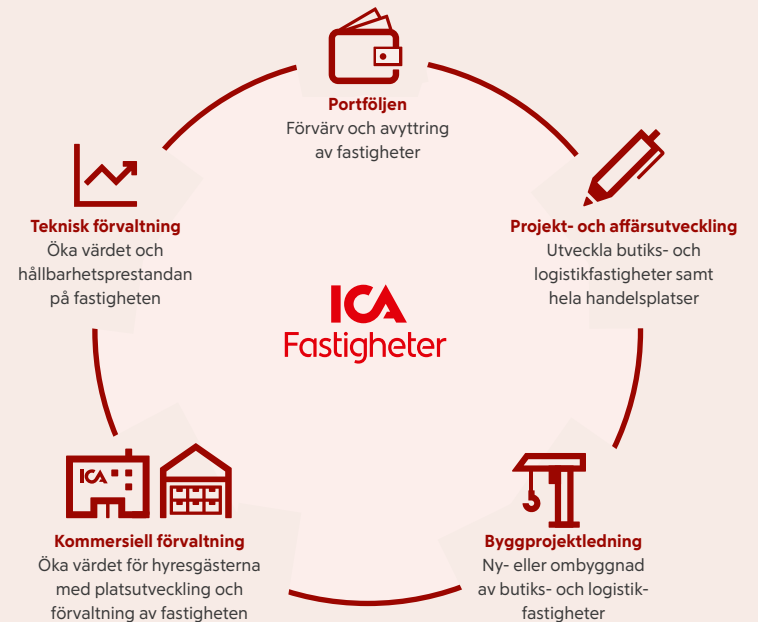 Portföljen
Förvärv och avyttring
av fastigheter
Projekt- och affärsutveckling
Utveckla butiks- och
logistikfastigheter samt
hela handelsplatser
Byggprojektledning
Ny- eller ombyggnad
av butiks- och logistik-
fastigheter
ICA
Kommersiell förvaltning
Öka värdet för hyresgästerna
med platsutveckling och
förvaltning av fastigheten
Teknisk förvaltning
Öka värdet och
hållbarhetsprestandan
på fastigheten
ICA
Fastigheter